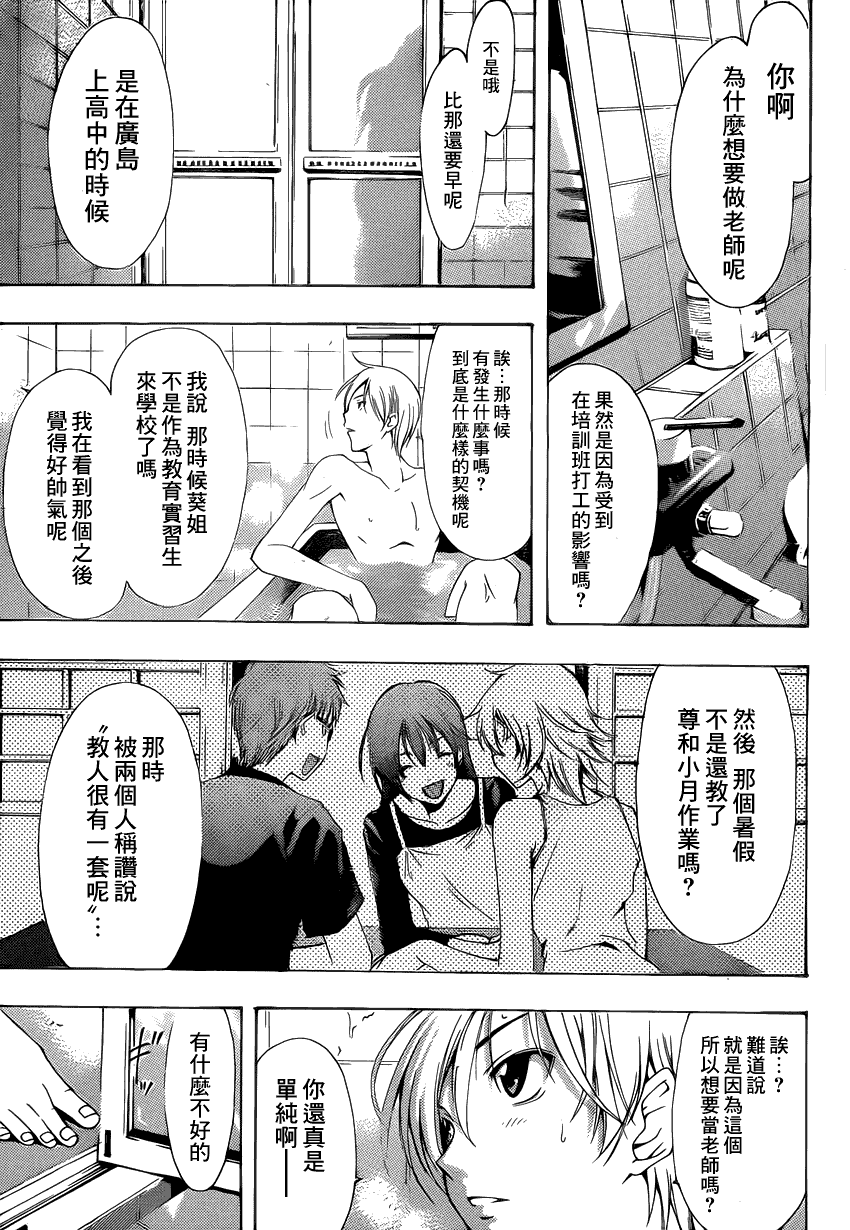 你啊
為什麼想要做老師呢
果然是因為受到
在培訓班打工的影響嗎?
不是哦
比那還要早呢
是在廣島
上高中的時候
誒…那時候
有發生什麼事嗎?
到底是什麼樣的契機呢
我說 那時候葵姐
不是作為教育實習生
來學校了嗎
我在看到那個之後
覺得好帥氣呢
然後 那個暑假
不是還教了
尊和小月作業嗎?
那時
被兩個人稱讚說
〝教人很有一套呢〞…
誒…?
難道說
就是因為這個
所以想要當老師嗎?
你還真是
單純啊──
有什麼不好的